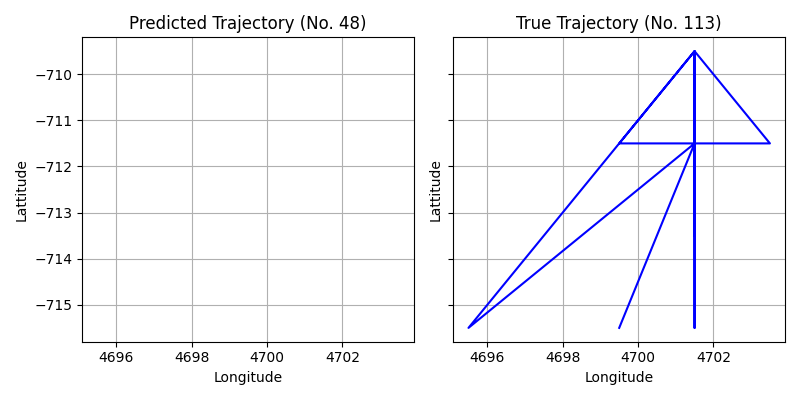 Predicted Trajectory (No. 48)
True Trajectory (No. 113)
Lattitude
−710
−711
−712
−713
−714
−715
4696
4698
4700
4702
Longitude
Lattitude
4696
4698
4700
4702
Longitude